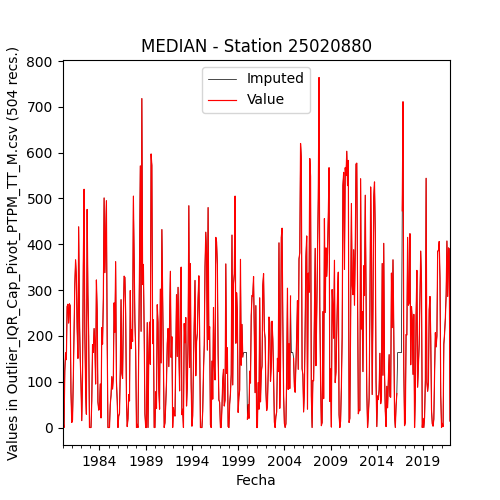 MEDIAN - Station 25020880
Values in Outlier_IQR_Cap_Pivot_PTPM_TT_M.csv (504 recs.)
800
700
600
500
400
300
200
100
0
Imputed
Value
1984 1989 1994 1999 2004 2009 2014 2019
Fecha